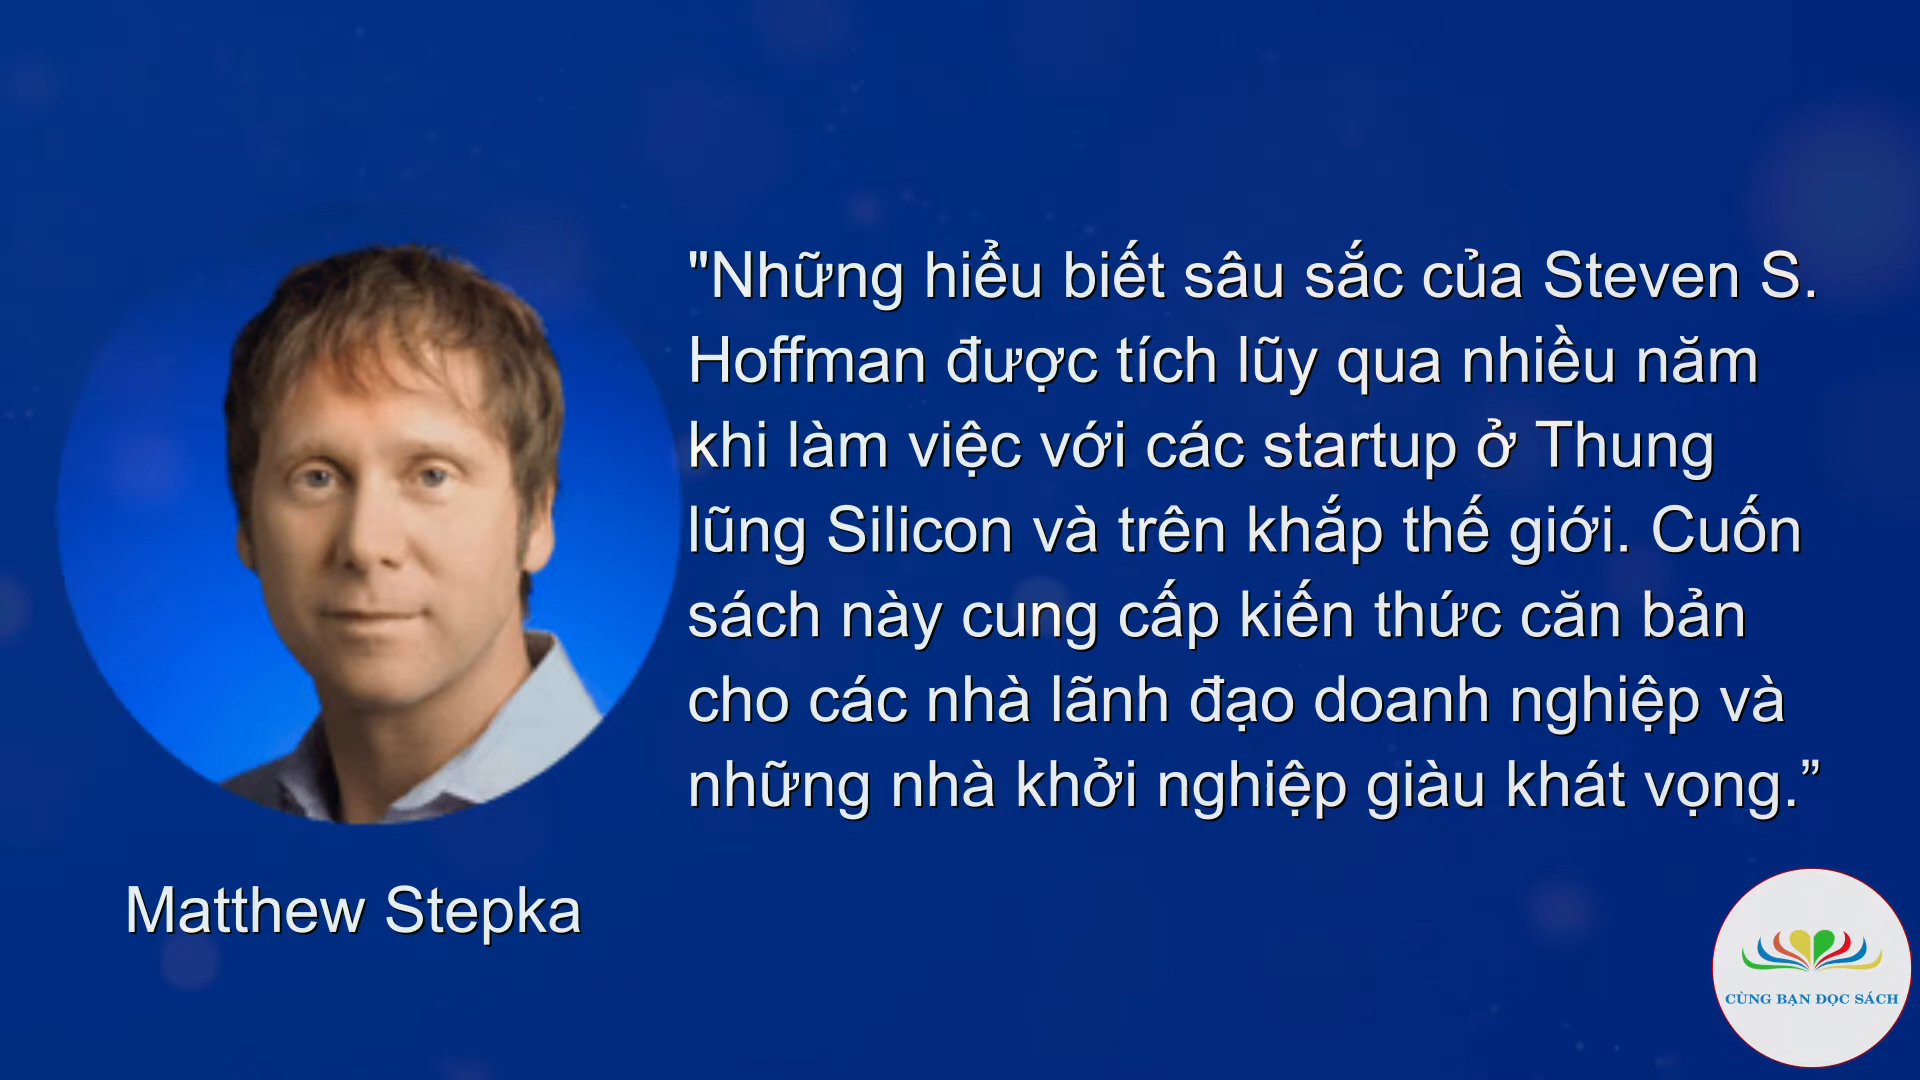 "Những hiểu biết sâu sắc của Steven S.
Hoffman được tích lũy qua nhiều năm
khi làm việc với các startup ở Thung
lũng Silicon và trên khắp thế giới. Cuốn
sách này cung cấp kiến thức căn bản
cho các nhà lãnh đạo doanh nghiệp và
những nhà khởi nghiệp giàu khát vọng.”
Matthew Stepka
CÙNG BẠN ĐỌC SÁCH